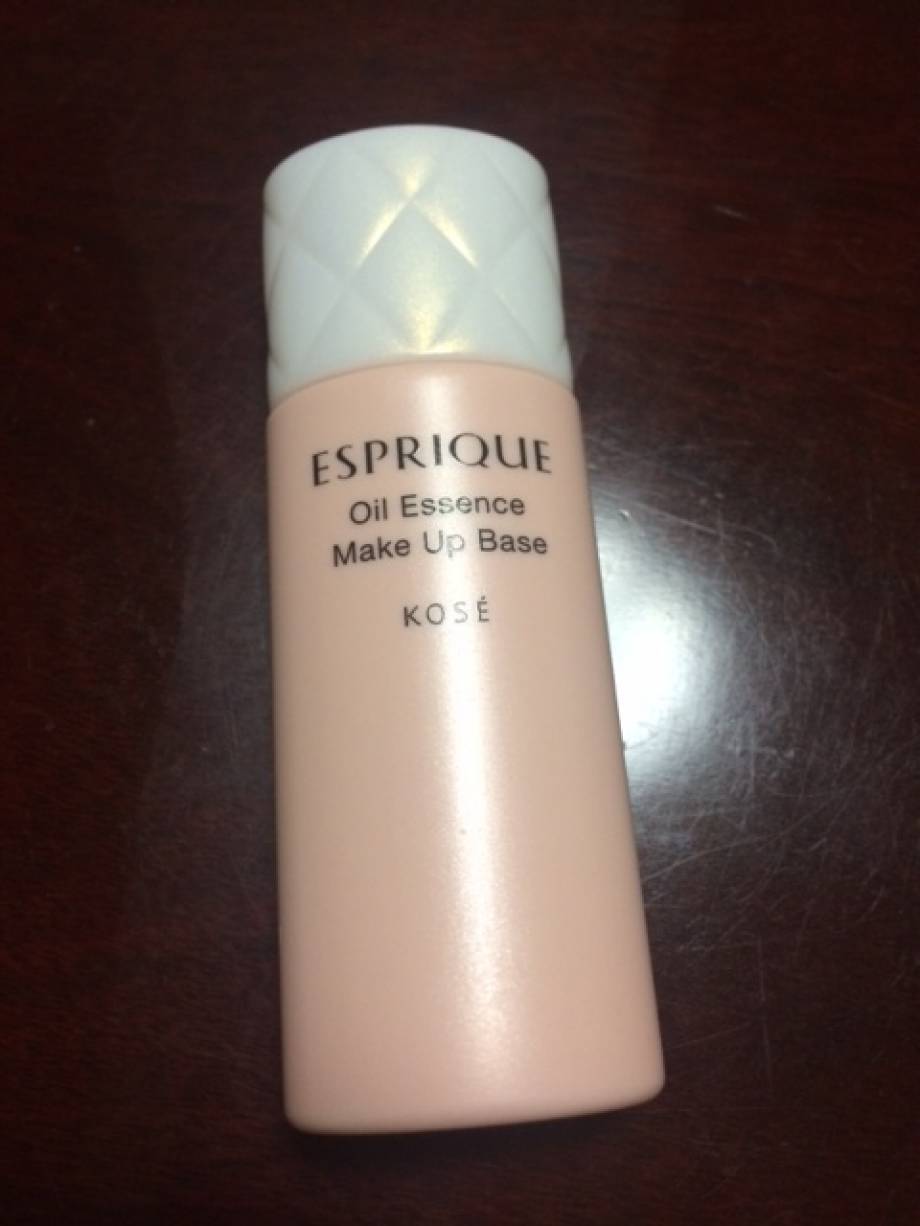 ESPRIQUE
Oil Essence
Make Up Base
KOSÉ